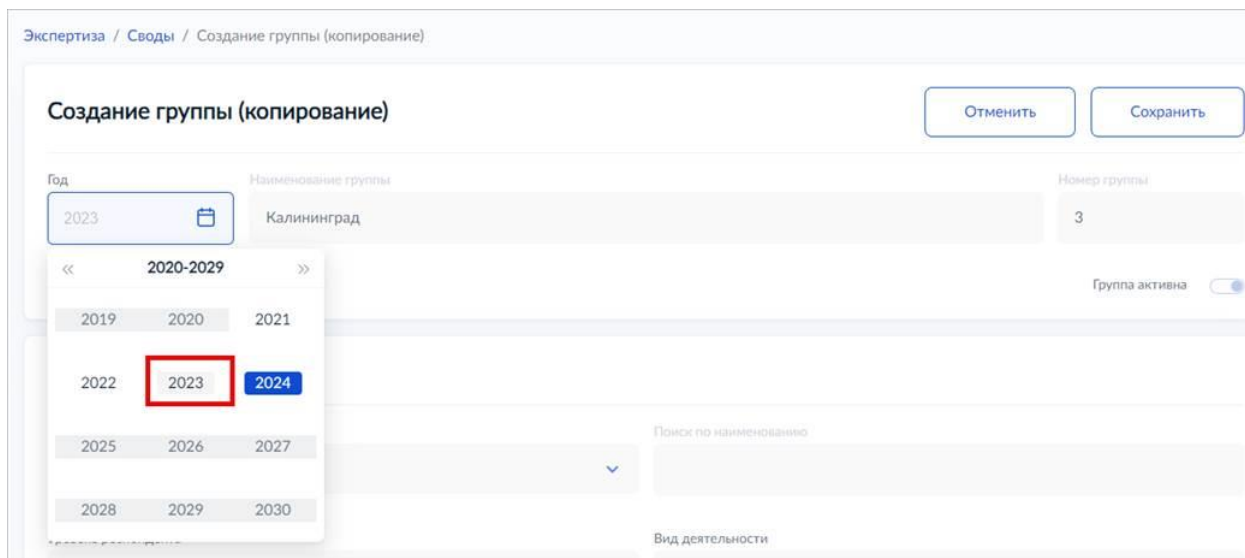 Экспертиза / Своды / Создание группы (копирование)
Создание группы (копирование)
Отменить
Сохранить
Год
Наименование группы
Номер группы
2023
Калининград
3
« 2020-2029 »
Группа активна
2019 2020 2021
2022 2023 2024
Поиск по наименованию
2025 2026 2027
2028 2029 2030
Вид деятельности